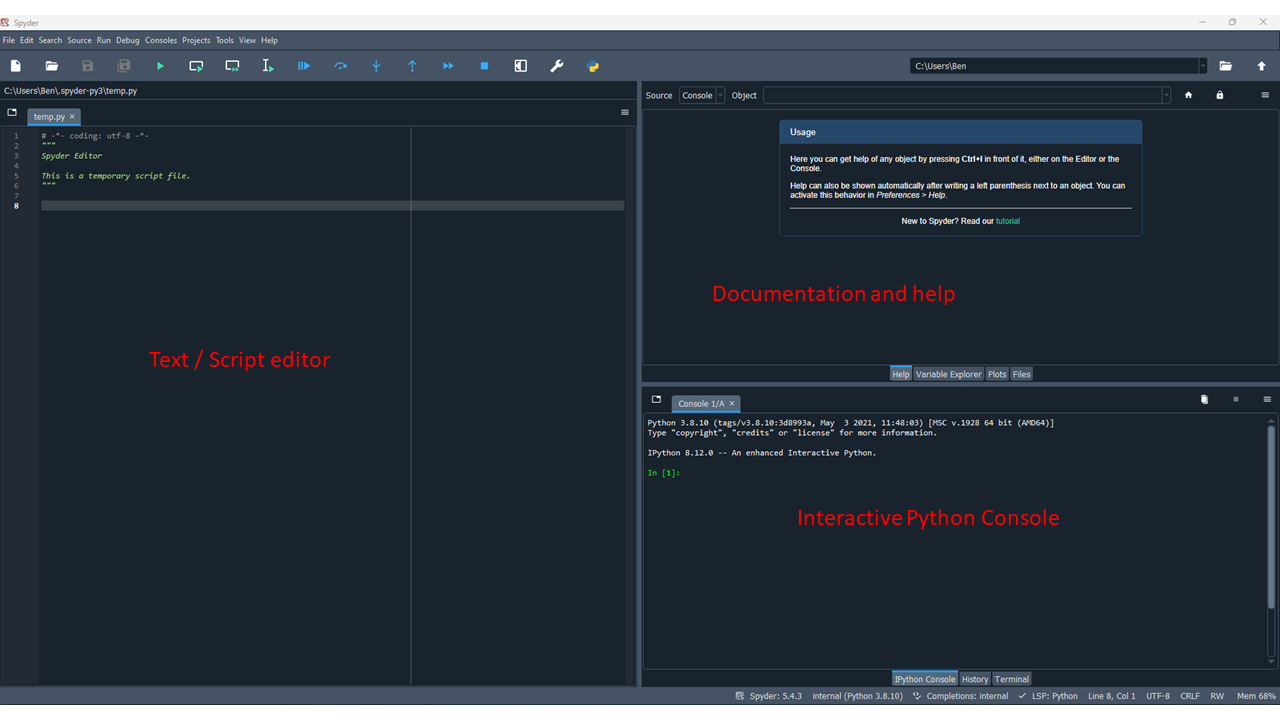 Spyder
File Edit Search Source Run Debug Consoles Projects Tools View Help
C:\Users\Ben
C:\Users\Ben\.spyder-py3\temp.py
temp.py
1 # -*- coding: utf-8 -*-
2 """
3 Spyder Editor
4
5 This is a temporary script file.
6 """
7
8
Text / Script editor
Source Console Object
Usage
Here you can get help of any object by pressing Ctrl+I in front of it, either on the Editor or the
Console.
Help can also be shown automatically after writing a left parenthesis next to an object. You can
activate this behavior in Preferences > Help.
New to Spyder? Read our tutorial
Documentation and help
Help Variable Explorer Plots Files
Console 1/A
Python 3.8.10 (tags/v3.8.10:3d8993a, May  3 2021, 11:48:03) [MSC v.1928 64 bit (AMD64)]
Type "copyright", "credits" or "license" for more information.
IPython 8.12.0 -- An enhanced Interactive Python.
In [1]:
Interactive Python Console
IPython Console History Terminal
Spyder: 5.4.3 internal (Python 3.8.10) Completions: internal LSP: Python Line 8, Col 1 UTF-8 CRLF RW Mem 68%